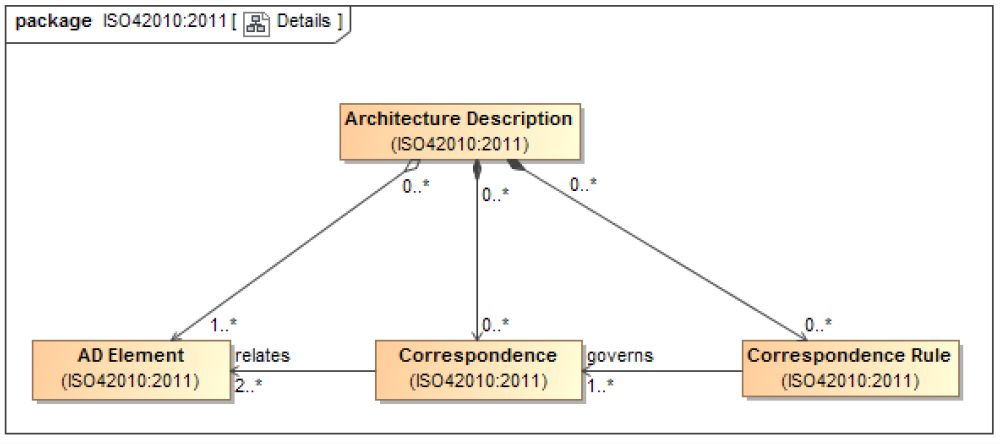 package ISO42010:2011 [ Details ]
Architecture Description
(ISO42010:2011)
0..*
0..*
0..*
1..*
0..*
0..*
AD Element
(ISO42010:2011)
relates
2..*
Correspondence
(ISO42010:2011)
governs
1..*
Correspondence Rule
(ISO42010:2011)